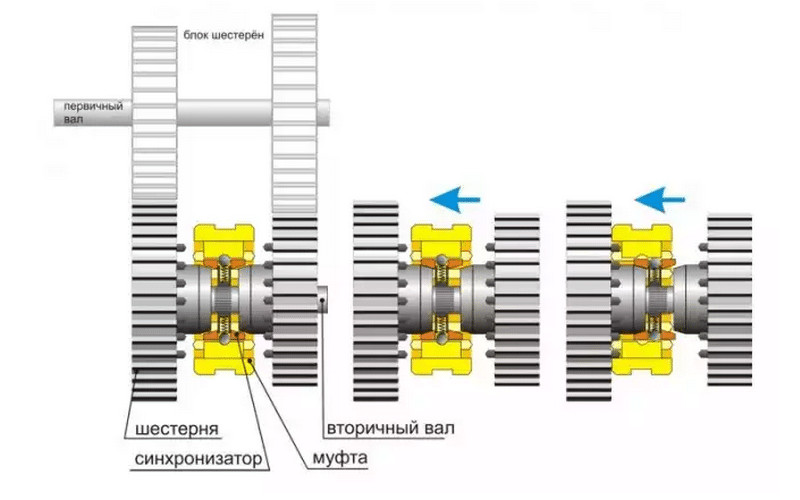 блок шестерён
первичный
вал
шестерня
вторичный вал
синхронизатор
муфта